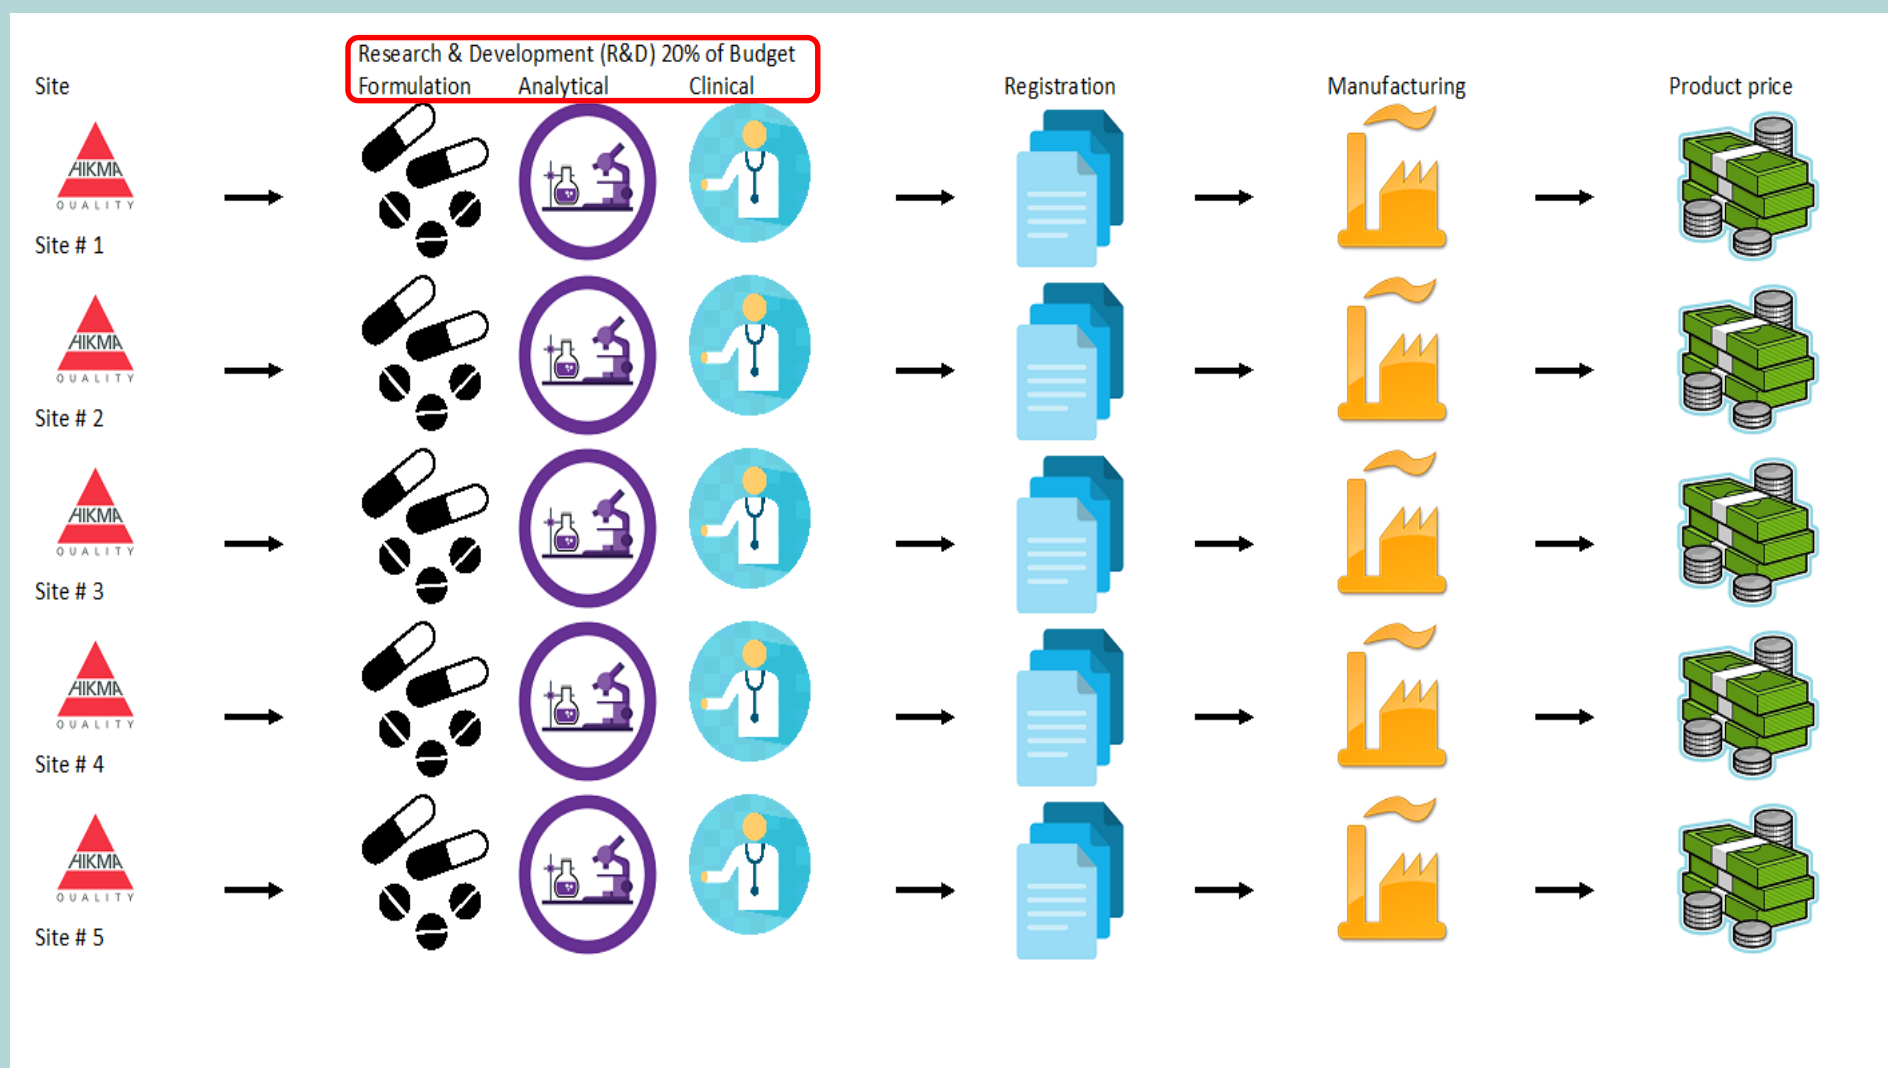 Research & Development (R&D) 20% of Budget
Site Formulation Analytical Clinical Registration Manufacturing Product price
HIKMA
QUALITY
Site # 1
HIKMA
QUALITY
Site # 2
HIKMA
QUALITY
Site # 3
HIKMA
QUALITY
Site # 4
HIKMA
QUALITY
Site # 5